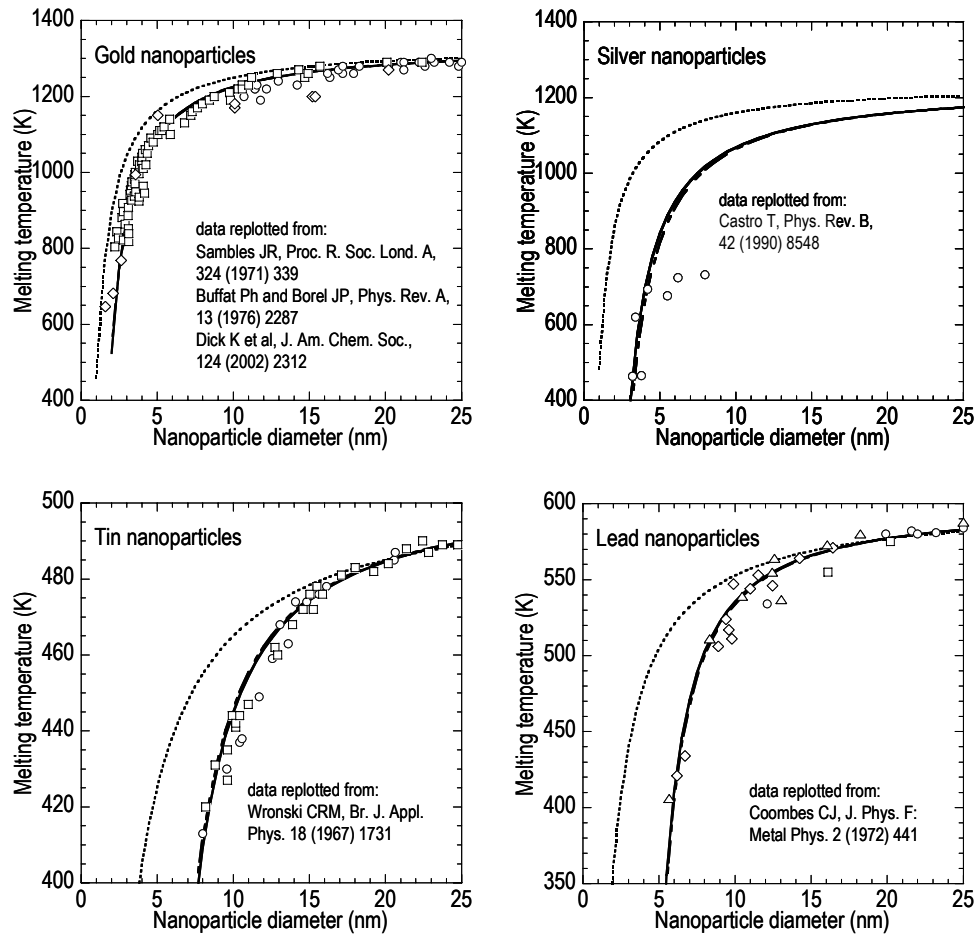 Gold nanoparticles
Melting temperature (K)
1400
1200
1000
800
600
400
data replotted from:
Sambles JR, Proc. R. Soc. Lond. A,
324 (1971) 339
Buffat Ph and Borel JP, Phys. Rev. A,
13 (1976) 2287
Dick K et al, J. Am. Chem. Soc.,
124 (2002) 2312
0 5 10 15 20 25
Nanoparticle diameter (nm)
Silver nanoparticles
Melting temperature (K)
1400
1200
1000
800
600
400
data replotted from:
Castro T, Phys. Rev. B,
42 (1990) 8548
0 5 10 15 20 25
Nanoparticle diameter (nm)
Tin nanoparticles
Melting temperature (K)
500
480
460
440
420
400
data replotted from:
Wronski CRM, Br. J. Appl.
Phys. 18 (1967) 1731
0 5 10 15 20 25
Nanoparticle diameter (nm)
Lead nanoparticles
Melting temperature (K)
600
550
500
450
400
350
data replotted from:
Coombes CJ, J. Phys. F:
Metal Phys. 2 (1972) 441
0 5 10 15 20 25
Nanoparticle diameter (nm)